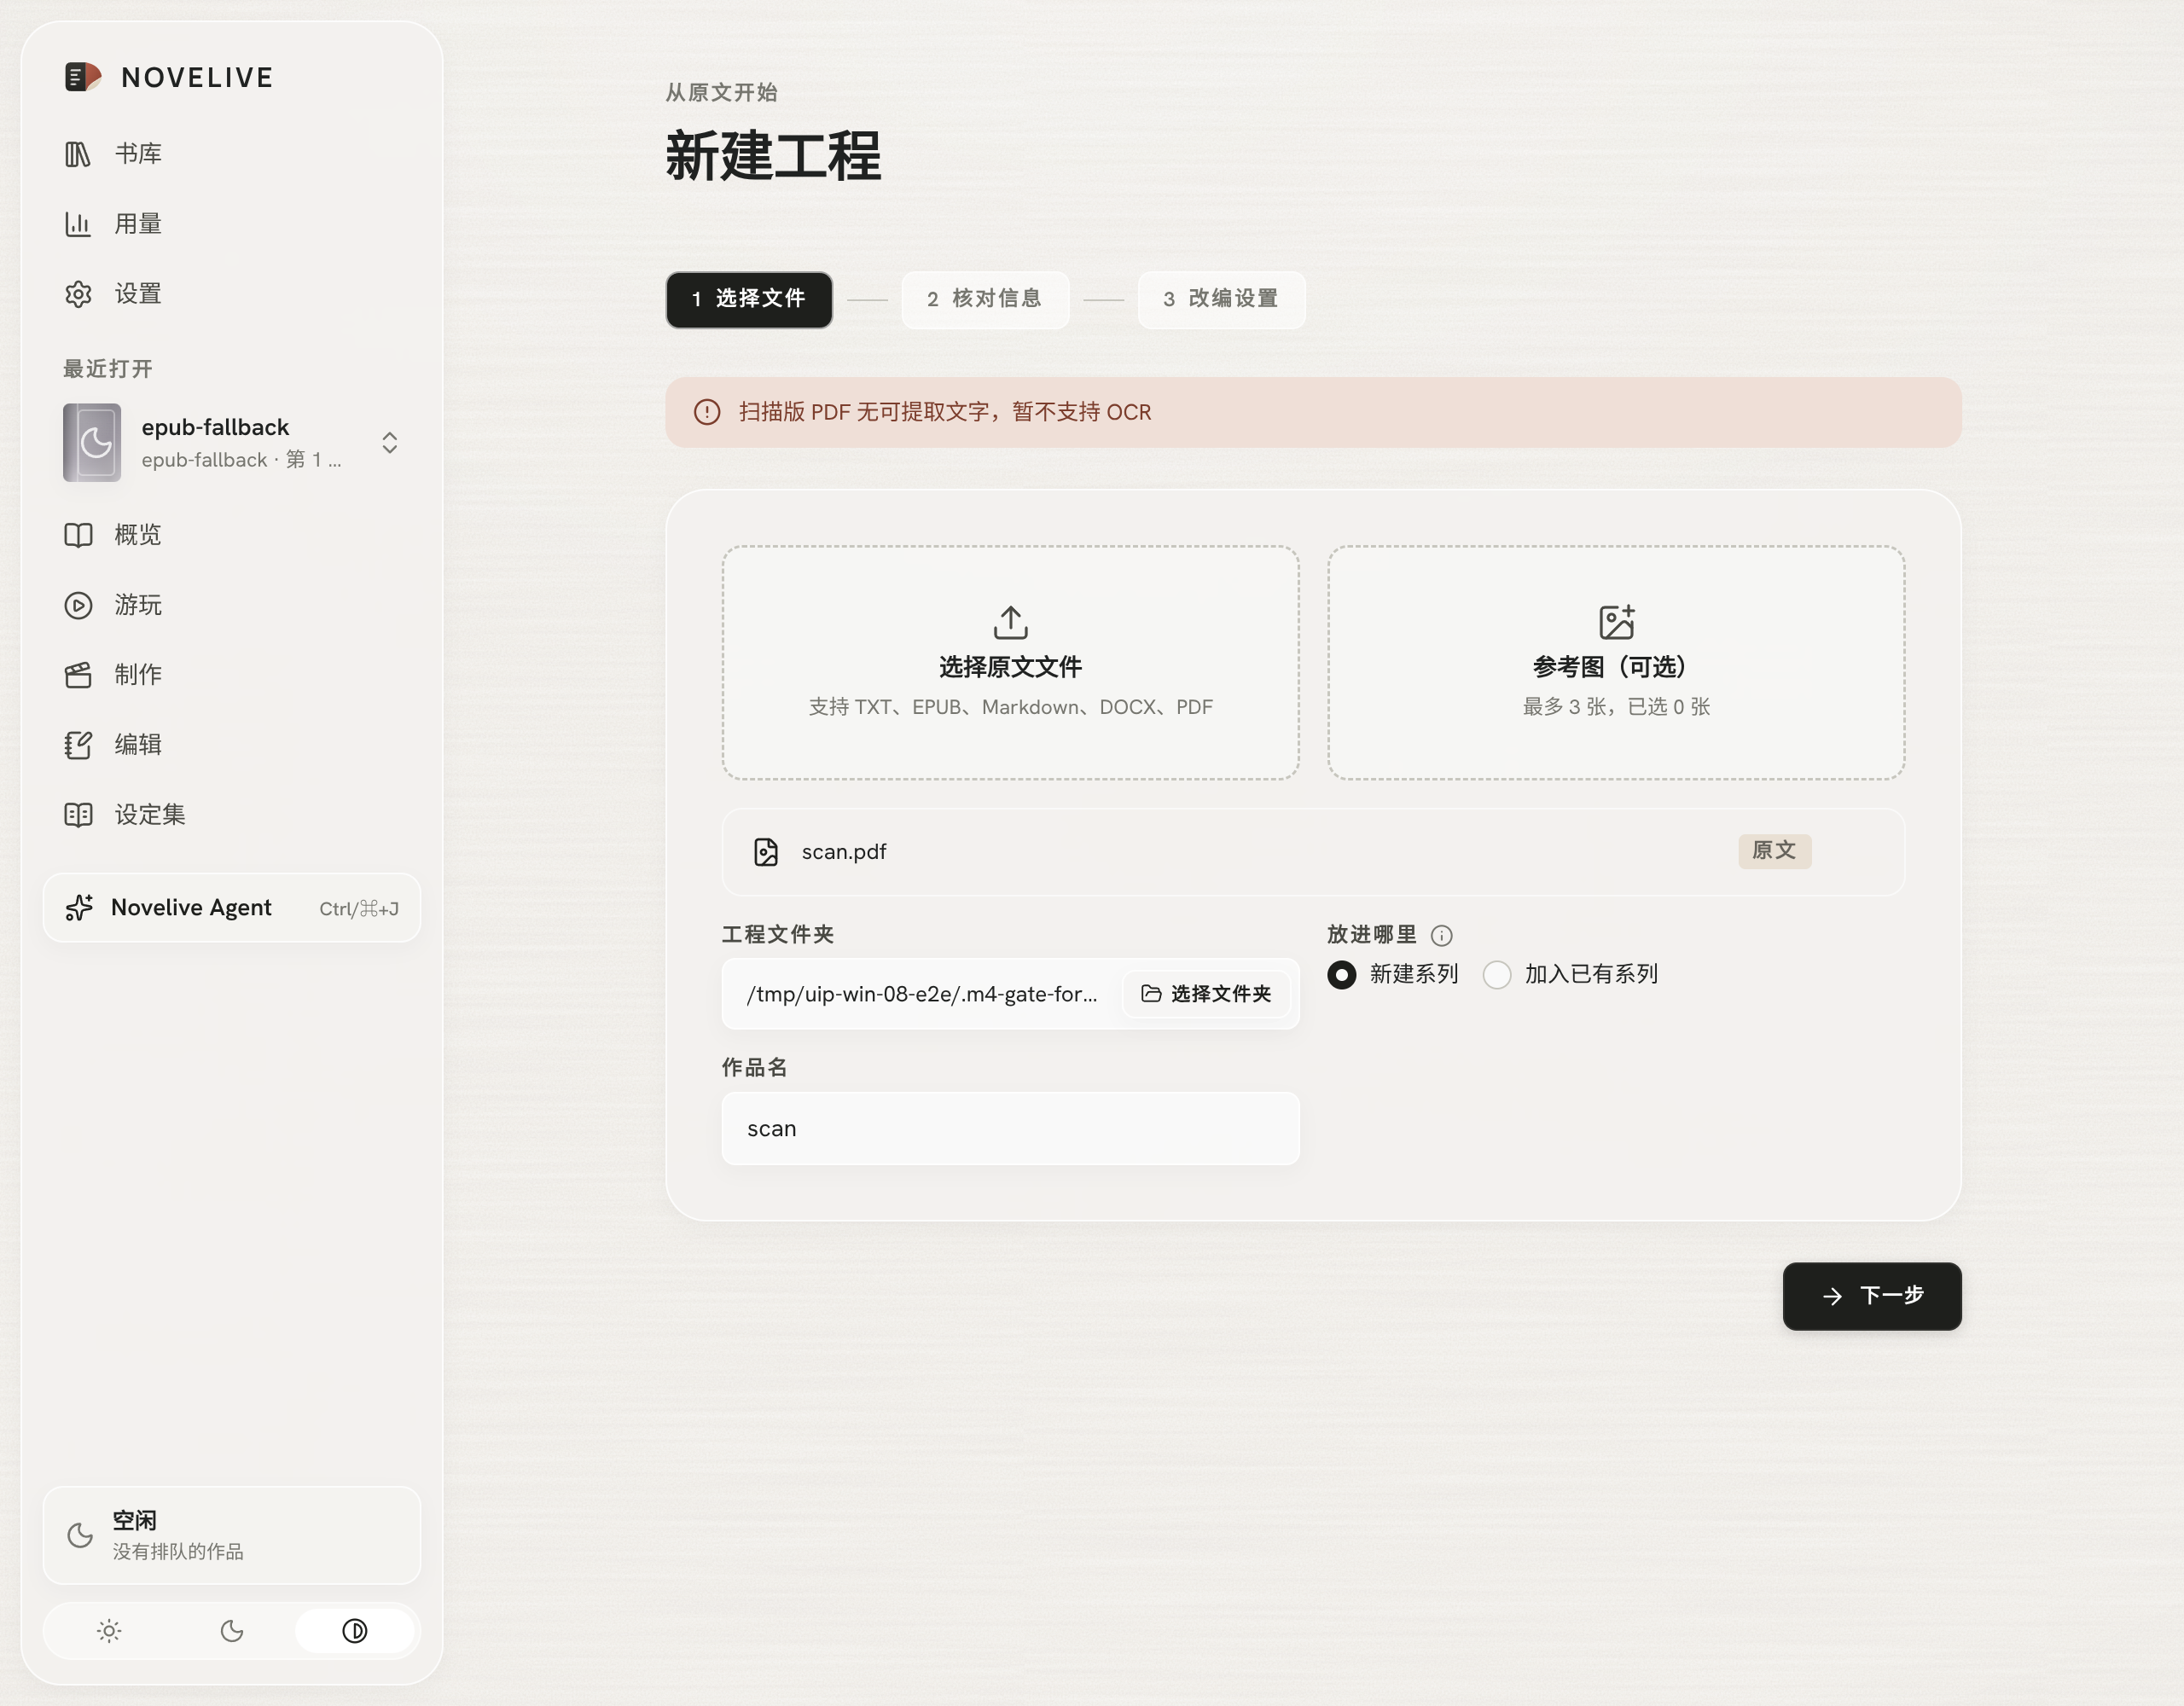 NOVELIVE
书库
用量
设置
最近打开
epub-fallback
epub-fallback · 第 1 ...
概览
游玩
制作
编辑
设定集
Novelive Agent Ctrl/⌘+J
空闲
没有排队的作品
从原文开始
新建工程
1 选择文件
2 核对信息
3 改编设置
扫描版 PDF 无可提取文字，暂不支持 OCR
选择原文文件
支持 TXT、EPUB、Markdown、DOCX、PDF
参考图（可选）
最多 3 张，已选 0 张
scan.pdf 原文
工程文件夹
/tmp/uip-win-08-e2e/.m4-gate-for... 选择文件夹
放进哪里
新建系列 加入已有系列
作品名
scan
下一步